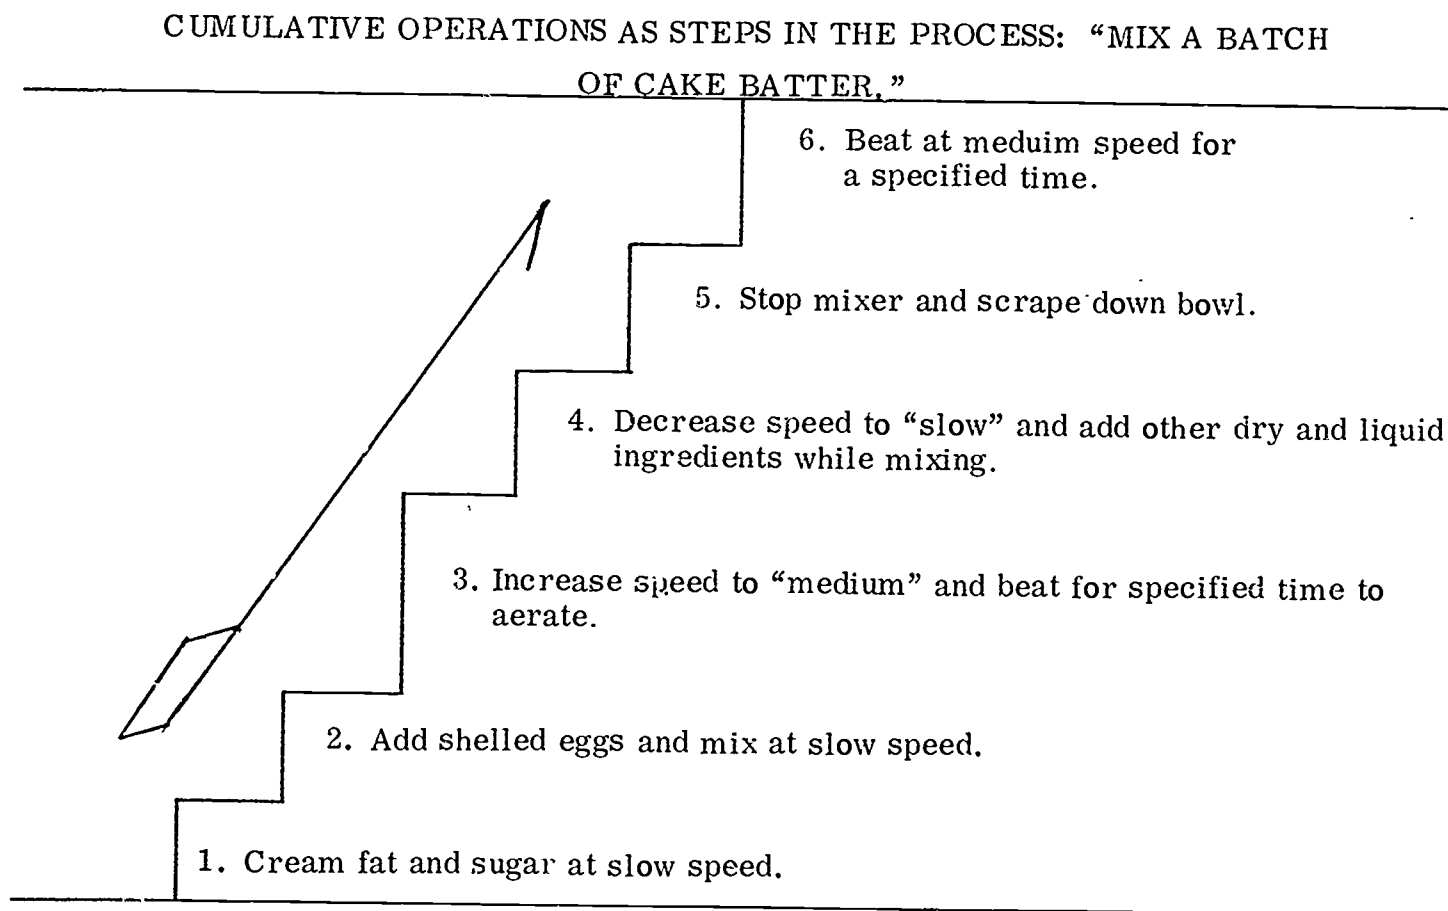 CUMULATIVE OPERATIONS AS STEPS IN THE PROCESS: “MIX A BATCH
OF CAKE BATTER.”
6. Beat at meduim speed for
a specified time.
5. Stop mixer and scrape down bowl.
4. Decrease speed to “slow” and add other dry and liquid
ingredients while mixing.
3. Increase speed to “medium” and beat for specified time to
aerate.
2. Add shelled eggs and mix at slow speed.
1. Cream fat and sugar at slow speed.